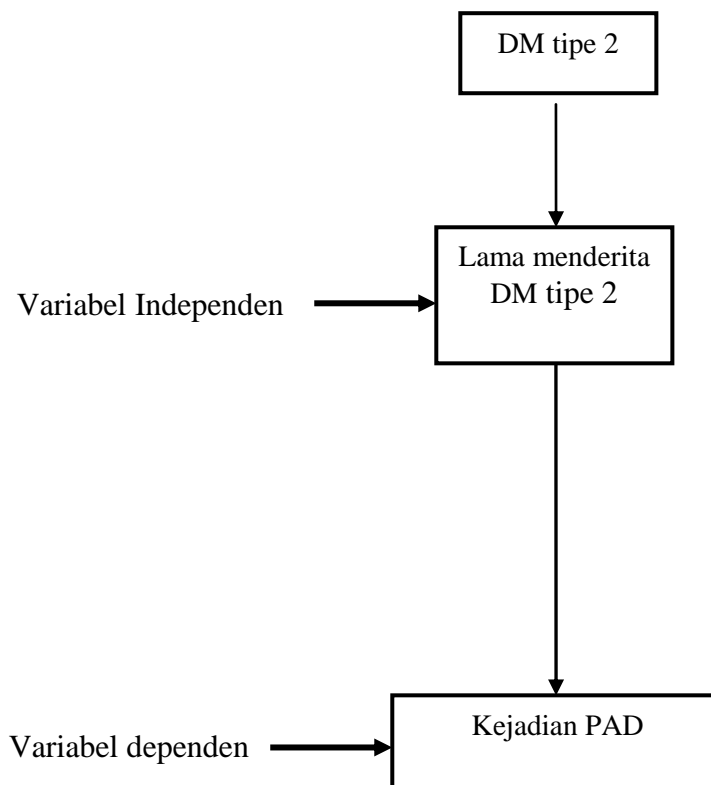 DM tipe 2
Lama menderita
DM tipe 2
Variabel Independen
Kejadian PAD
Variabel dependen